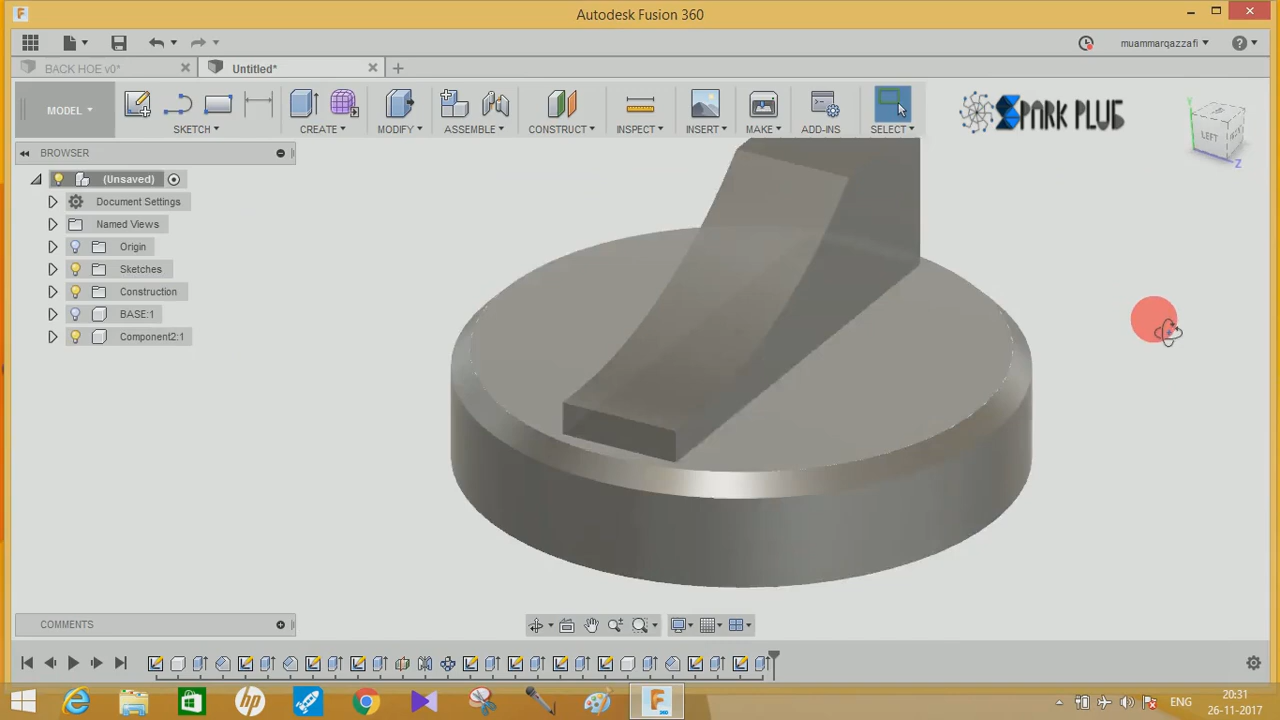 Autodesk Fusion 360
muammarqazzafi
BACK HOE v0*
Untitled*
MODEL
SKETCH
CREATE
MODIFY
ASSEMBLE
CONSTRUCT
INSPECT
INSERT
MAKE
ADD-INS
SELECT
SPARK PLUG
LEFT
Y
Z
BROWSER
(Unsaved)
Document Settings
Named Views
Origin
Sketches
Construction
BASE:1
Component2:1
COMMENTS
ENG
20:31
26-11-2017